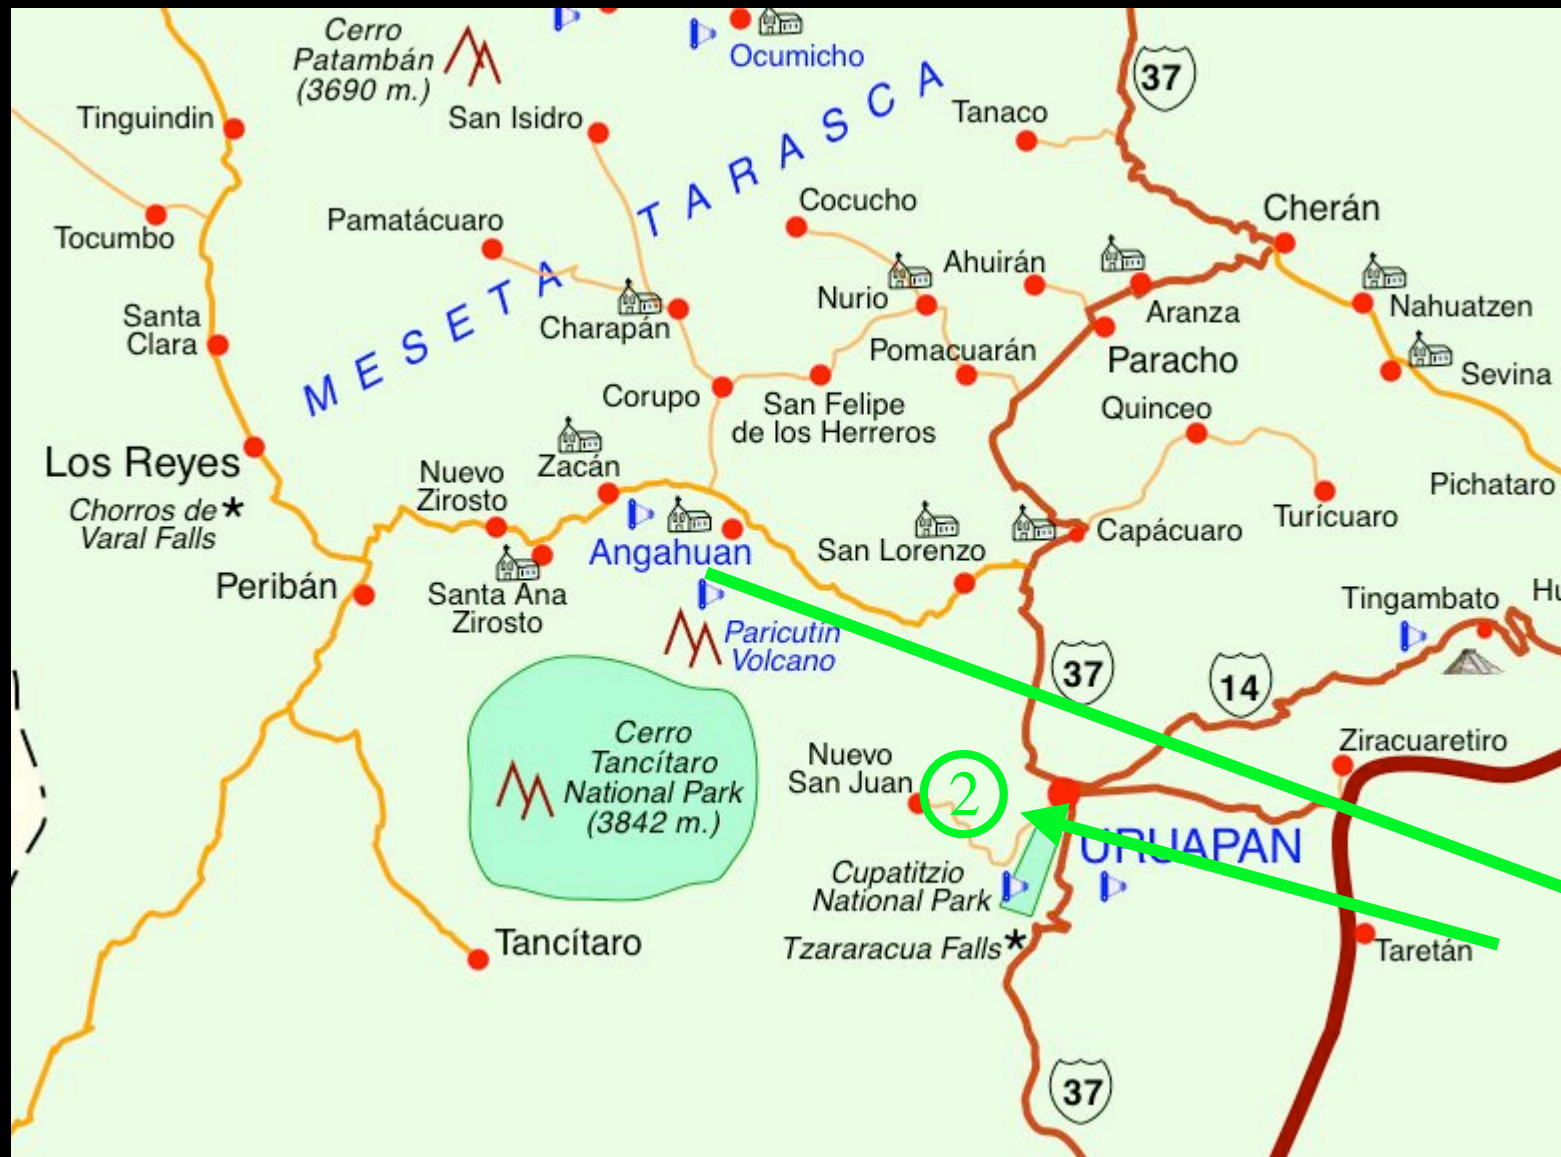 Cerro
Patambán
(3690 m.)
Ocumicho
37
Tinguindin
San Isidro
Tanaco
MESETA TARASCA
Tocumbo
Pamatácuaro
Cocucho
Cherán
Ahuirán
Nurio
Aranza
Nahuatzen
Santa
Clara
Charapán
Pomacuarán
Paracho
Sevina
Corupo
San Felipe
de los Herreros
Quinceo
Los Reyes
Chorros de
Varal Falls
Nuevo
Zirosto
Zacán
Pichataro
Turícuaro
Angahuan
San Lorenzo
Capácuaro
Peribán
Santa Ana
Zirosto
Tingambato
Hu
Paricutín
Volcano
37
14
Cerro
Tancítaro
National Park
(3842 m.)
Nuevo
San Juan
2
Ziracuaretiro
URUAPAN
Cupatitzio
National Park
Tzararacua Falls
Taretán
Tancítaro
37